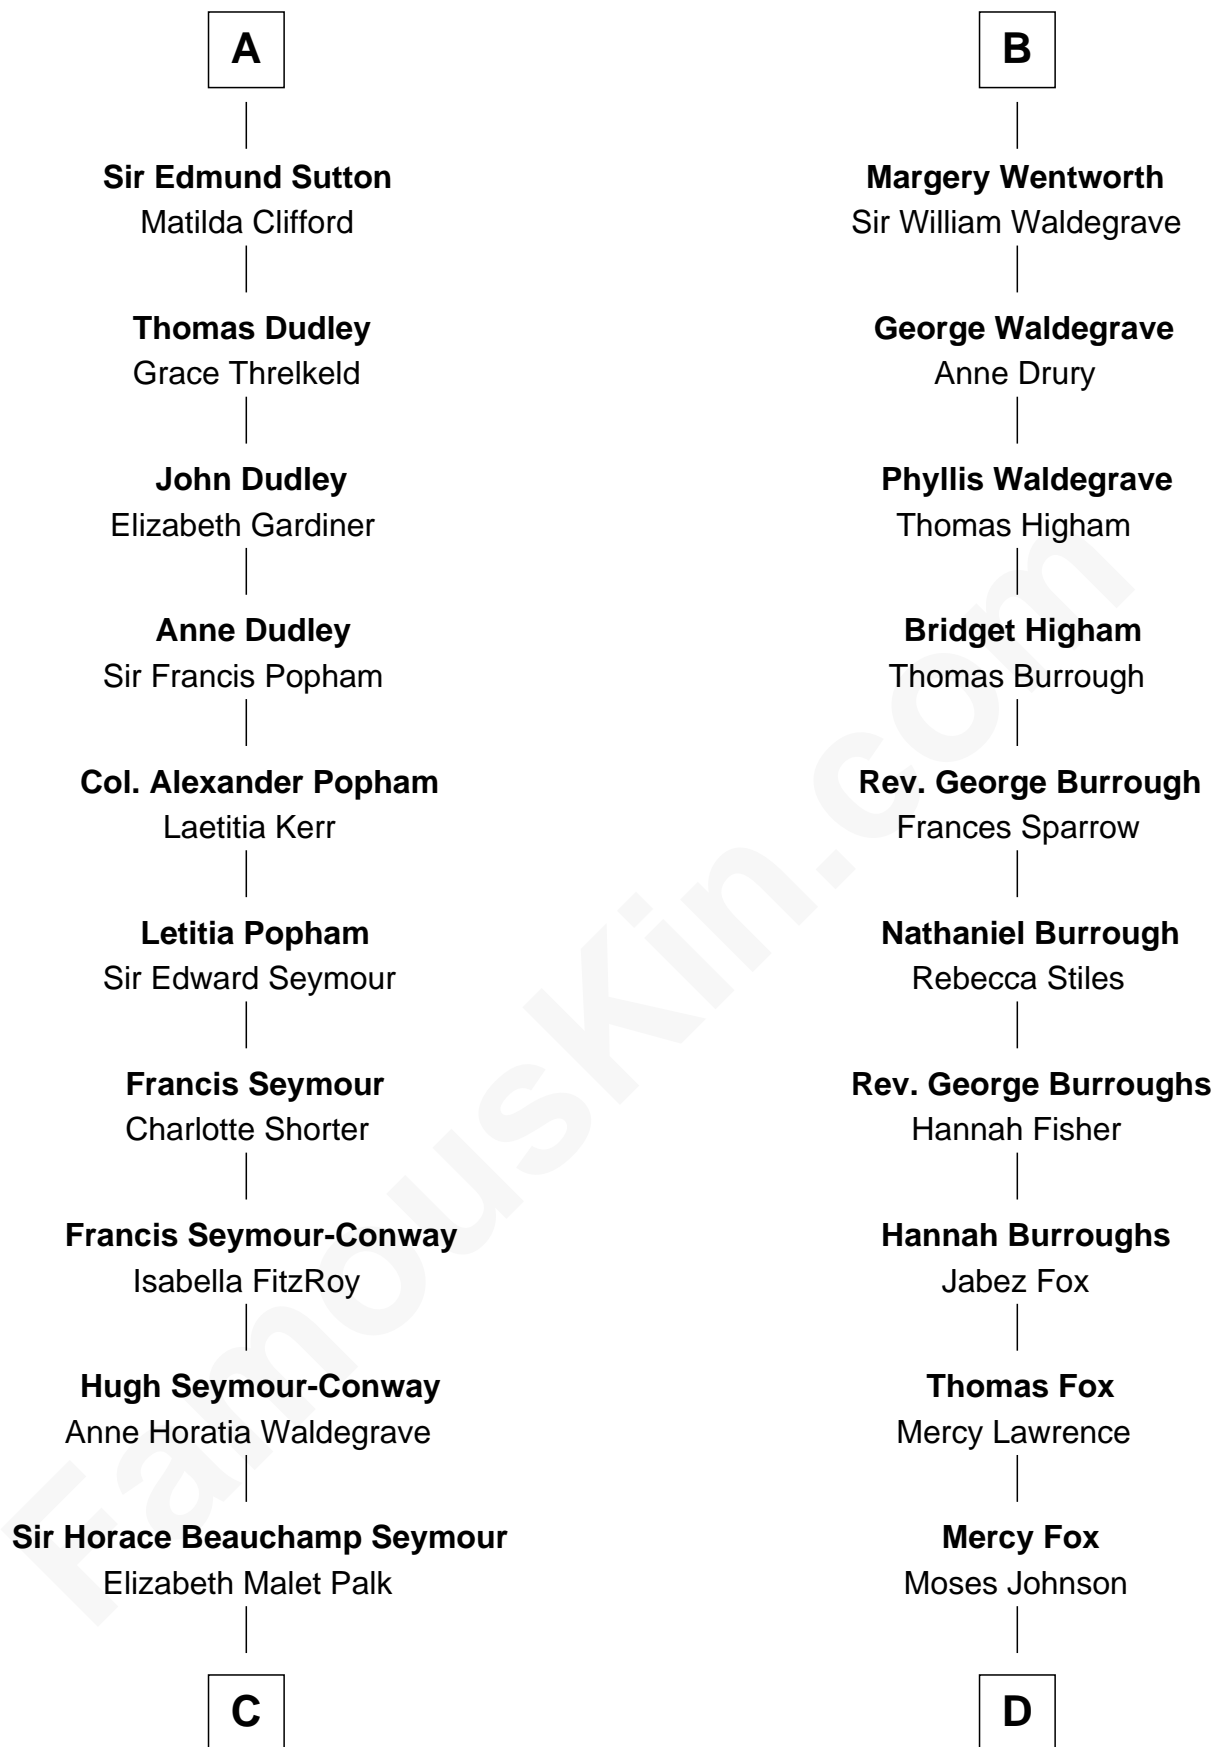 A
Sir Edmund Sutton
Matilda Clifford
Thomas Dudley
Grace Threlkeld
John Dudley
Elizabeth Gardiner
Anne Dudley
Sir Francis Popham
Col. Alexander Popham
Laetitia Kerr
Letitia Popham
Sir Edward Seymour
Francis Seymour
Charlotte Shorter
Francis Seymour-Conway
Isabella FitzRoy
Hugh Seymour-Conway
Anne Horatia Waldegrave
Sir Horace Beauchamp Seymour
Elizabeth Malet Palk
C
B
Margery Wentworth
Sir William Waldegrave
George Waldegrave
Anne Drury
Phyllis Waldegrave
Thomas Higham
Bridget Higham
Thomas Burrough
Rev. George Burrough
Frances Sparrow
Nathaniel Burrough
Rebecca Stiles
Rev. George Burroughs
Hannah Fisher
Hannah Burroughs
Jabez Fox
Thomas Fox
Mercy Lawrence
Mercy Fox
Moses Johnson
D
FamousKin.com